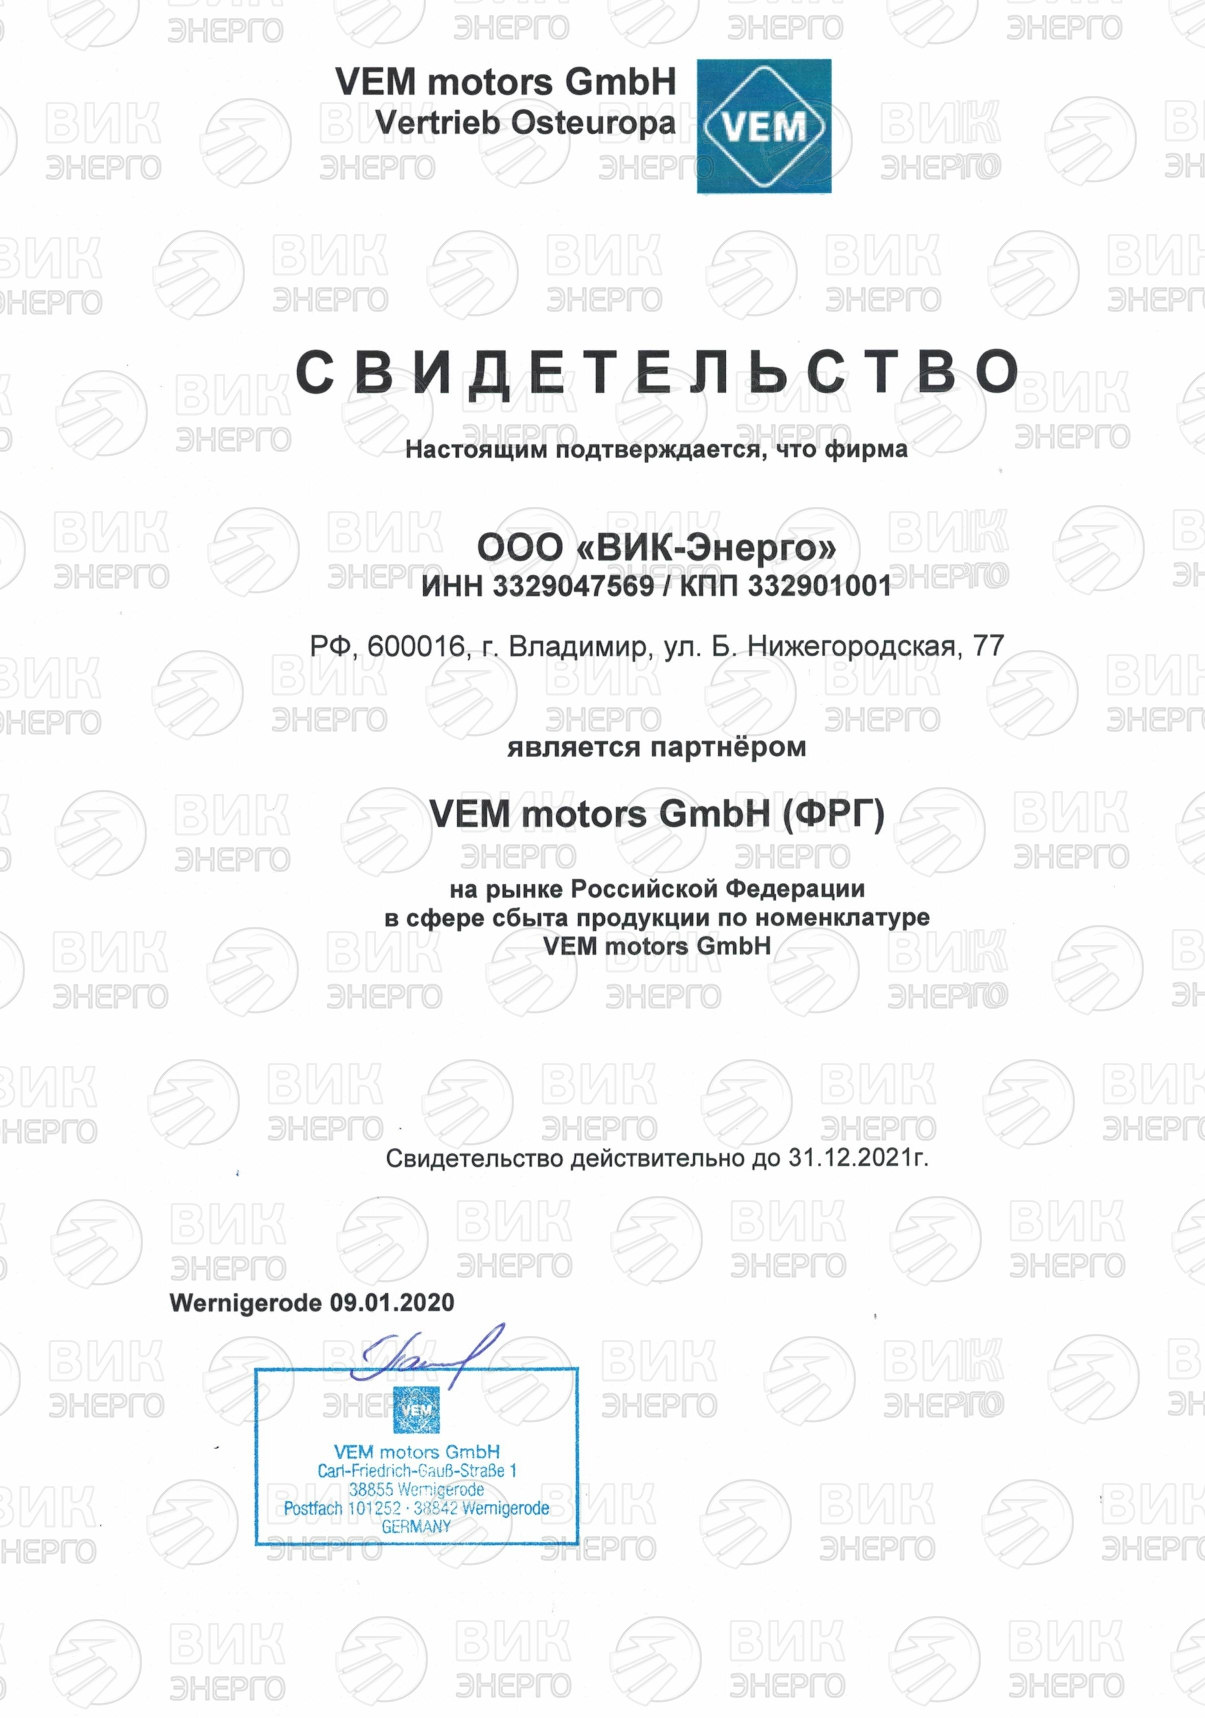 VEM motors GmbH
Vertrieb Osteuropa
VEM
СВИДЕТЕЛЬСТВО
Настоящим подтверждается, что фирма
ООО «ВИК-Энерго»
ИНН 3329047569 / КПП 332901001
РФ, 600016, г. Владимир, ул. Б. Нижегородская, 77
является партнёром
VEM motors GmbH (ФРГ)
на рынке Российской Федерации
в сфере сбыта продукции по номенклатуре
VEM motors GmbH
Свидетельство действительно до 31.12.2021г.
Wernigerode 09.01.2020
VEM
VEM motors GmbH
Carl-Friedrich-Gauß-Straße 1
38855 Wernigerode
Postfach 101252 · 38842 Wernigerode
GERMANY
ВИК
ЭНЕРГО